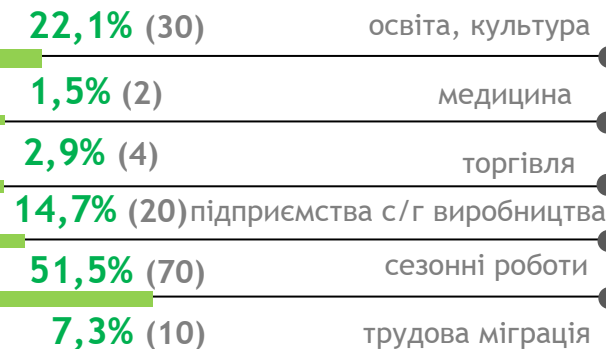 22,1% (30) освіта, культура
1,5% (2) медицина
2,9% (4) торгівля
14,7% (20) підприємства с/г виробництва
51,5% (70) сезонні роботи
7,3% (10) трудова міграція